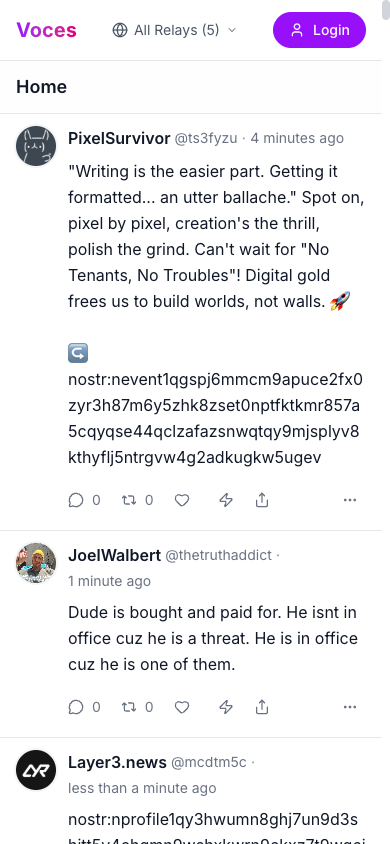 Voces
All Relays (5)
Login
Home
PixelSurvivor @ts3fyzu · 4 minutes ago
"Writing is the easier part. Getting it
formatted... an utter ballache." Spot on,
pixel by pixel, creation's the thrill,
polish the grind. Can't wait for "No
Tenants, No Troubles"! Digital gold
frees us to build worlds, not walls. 🚀
↪️
nostr:nevent1qgspj6mmcm9apuce2fx0
zyr3h87m6y5zhk8zset0nptfktkmr857a
5cqyqse44qclzafazsnwqtqy9mjsplyv8
kthyflj5ntrgvw4g2adkugkw5ugev
0 0
JoelWalbert @thetruthaddict ·
1 minute ago
Dude is bought and paid for. He isnt in
office cuz he is a threat. He is in office
cuz he is one of them.
0 0
Layer3.news @mcdtm5c ·
less than a minute ago
nostr:nprofile1qy3hwumn8ghj7un9d3s